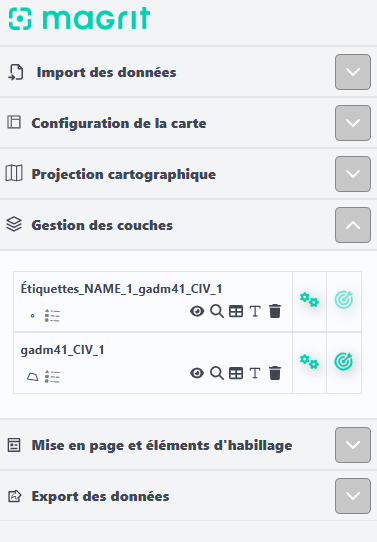 magrit
Import des données
Configuration de la carte
Projection cartographique
Gestion des couches
Étiquettes_NAME_1_gadm41_CIV_1
gadm41_CIV_1
Mise en page et éléments d'habillage
Export des données